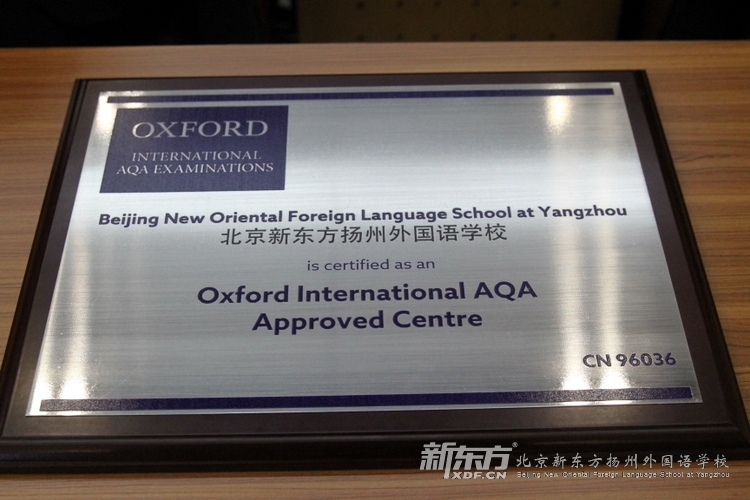 OXFORD
INTERNATIONAL
AQA EXAMINATIONS
Beijing New Oriental Foreign Language School at Yangzhou
北京新东方扬州外国语学校
is certified as an
Oxford International AQA
Approved Centre
CN 96036
新东方®
XDF.CN
北京新东方扬州外国语学校
Beijing New Oriental Foreign Language School at Yangzhou